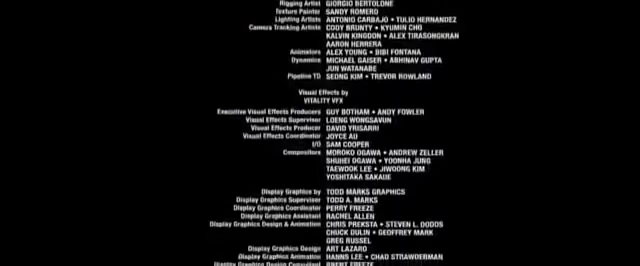 Rigging Artist GIORGIO BERTOLONE
Texture Painter SANDY ROMERO
Lighting Artists ANTONIO CARBAJO • TULIO HERNANDEZ
Camera Tracking Artists CODY BRUNTY • KYUMIN CHO
KALVIN KINGDON • ALEX TIRASONGKRAN
AARON HERRERA
Animators ALEX YOUNG • BIBI FONTANA
Dynamics MICHAEL GAISER • ABHINAV GUPTA
JUN WATANABE
Pipeline TD SEONG KIM • TREVOR ROWLAND
Visual Effects by
VITALITY VFX
Executive Visual Effects Producers GUY BOTHAM • ANDY FOWLER
Visual Effects Supervisor LOENG WONGSAVUN
Visual Effects Producer DAVID YRISARRI
Visual Effects Coordinator JOYCE AU
I/O SAM COOPER
Compositors MOROKO OGAWA • ANDREW ZELLER
SHUHEI OGAWA • YOONHA JUNG
TAEWOOK LEE • JIWOONG KIM
YOSHITAKA SAKAUE
Display Graphics by TODD MARKS GRAPHICS
Display Graphics Supervisor TODD A. MARKS
Display Graphics Coordinator PERRY FREEZE
Display Graphics Assistant RACHEL ALLEN
Display Graphics Design & Animation CHRIS PREKSTA • STEVEN L. DODDS
CHUCK DULIN • GEOFFREY MARK
GREG RUSSEL
Display Graphics Design ART LAZARO
Display Graphics Animation HANNS LEE • CHAD STRAWDERMAN
Display Graphics Design Consultant BRENT FREEZE